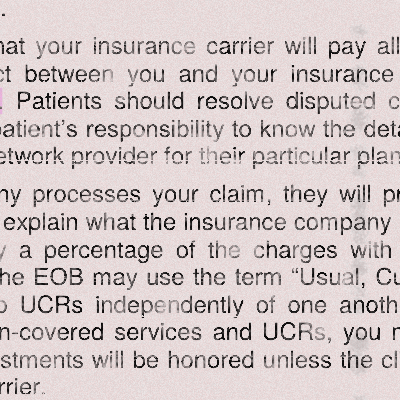 hat your insurance carrier will pay all
ct between you and your insurance
Patients should resolve disputed c
patient's responsibility to know the deta
etwork provider for their particular plan
ny processes your claim, they will pr
explain what the insurance company
y a percentage of the charges with
he EOB may use the term “Usual, Cu
o UCRs independently of one anoth
n-covered services and UCRs, you m
stments will be honored unless the cl
rrier.